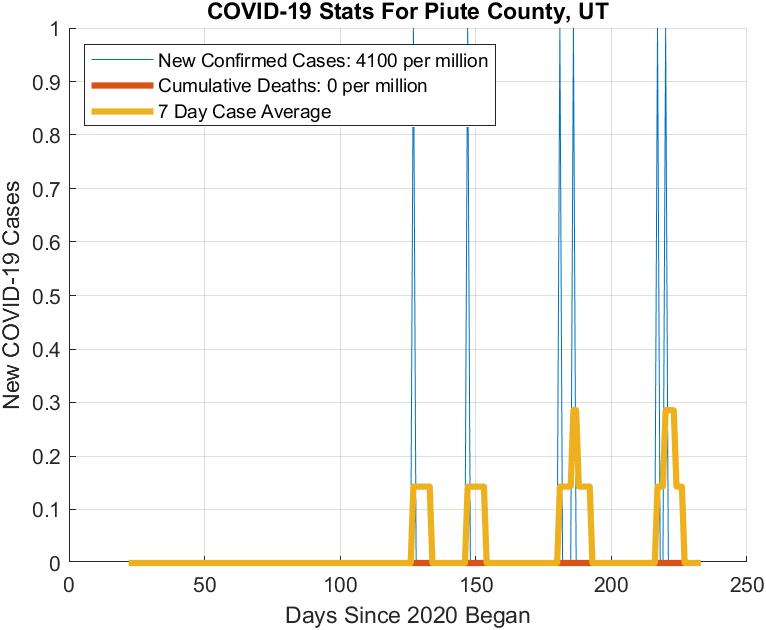 COVID-19 Stats For Piute County, UT
New Confirmed Cases: 4100 per million
Cumulative Deaths: 0 per million
7 Day Case Average
New COVID-19 Cases
1
0.9
0.8
0.7
0.6
0.5
0.4
0.3
0.2
0.1
0
0 50 100 150 200 250
Days Since 2020 Began